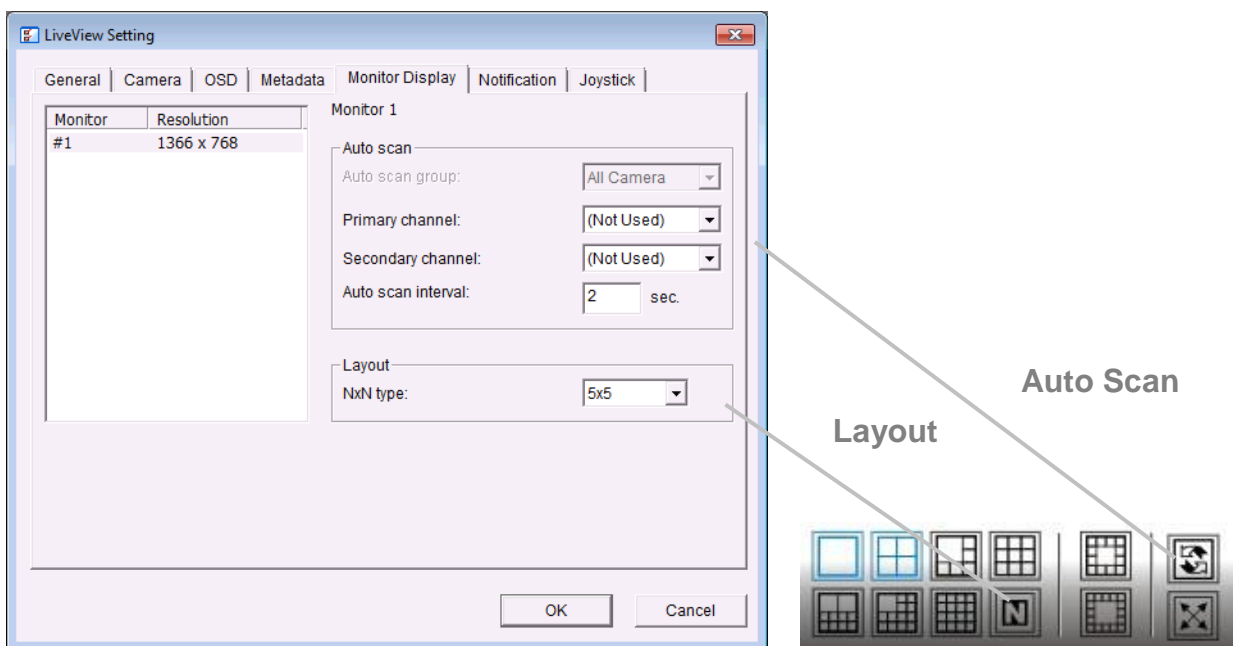 LiveView Setting
General Camera OSD Metadata Monitor Display Notification Joystick
Monitor Resolution
#1 1366 x 768
Monitor 1
Auto scan
Auto scan group: All Camera
Primary channel: (Not Used)
Secondary channel: (Not Used)
Auto scan interval: 2 sec.
Layout
NxN type: 5x5
OK Cancel
Auto Scan
Layout
N